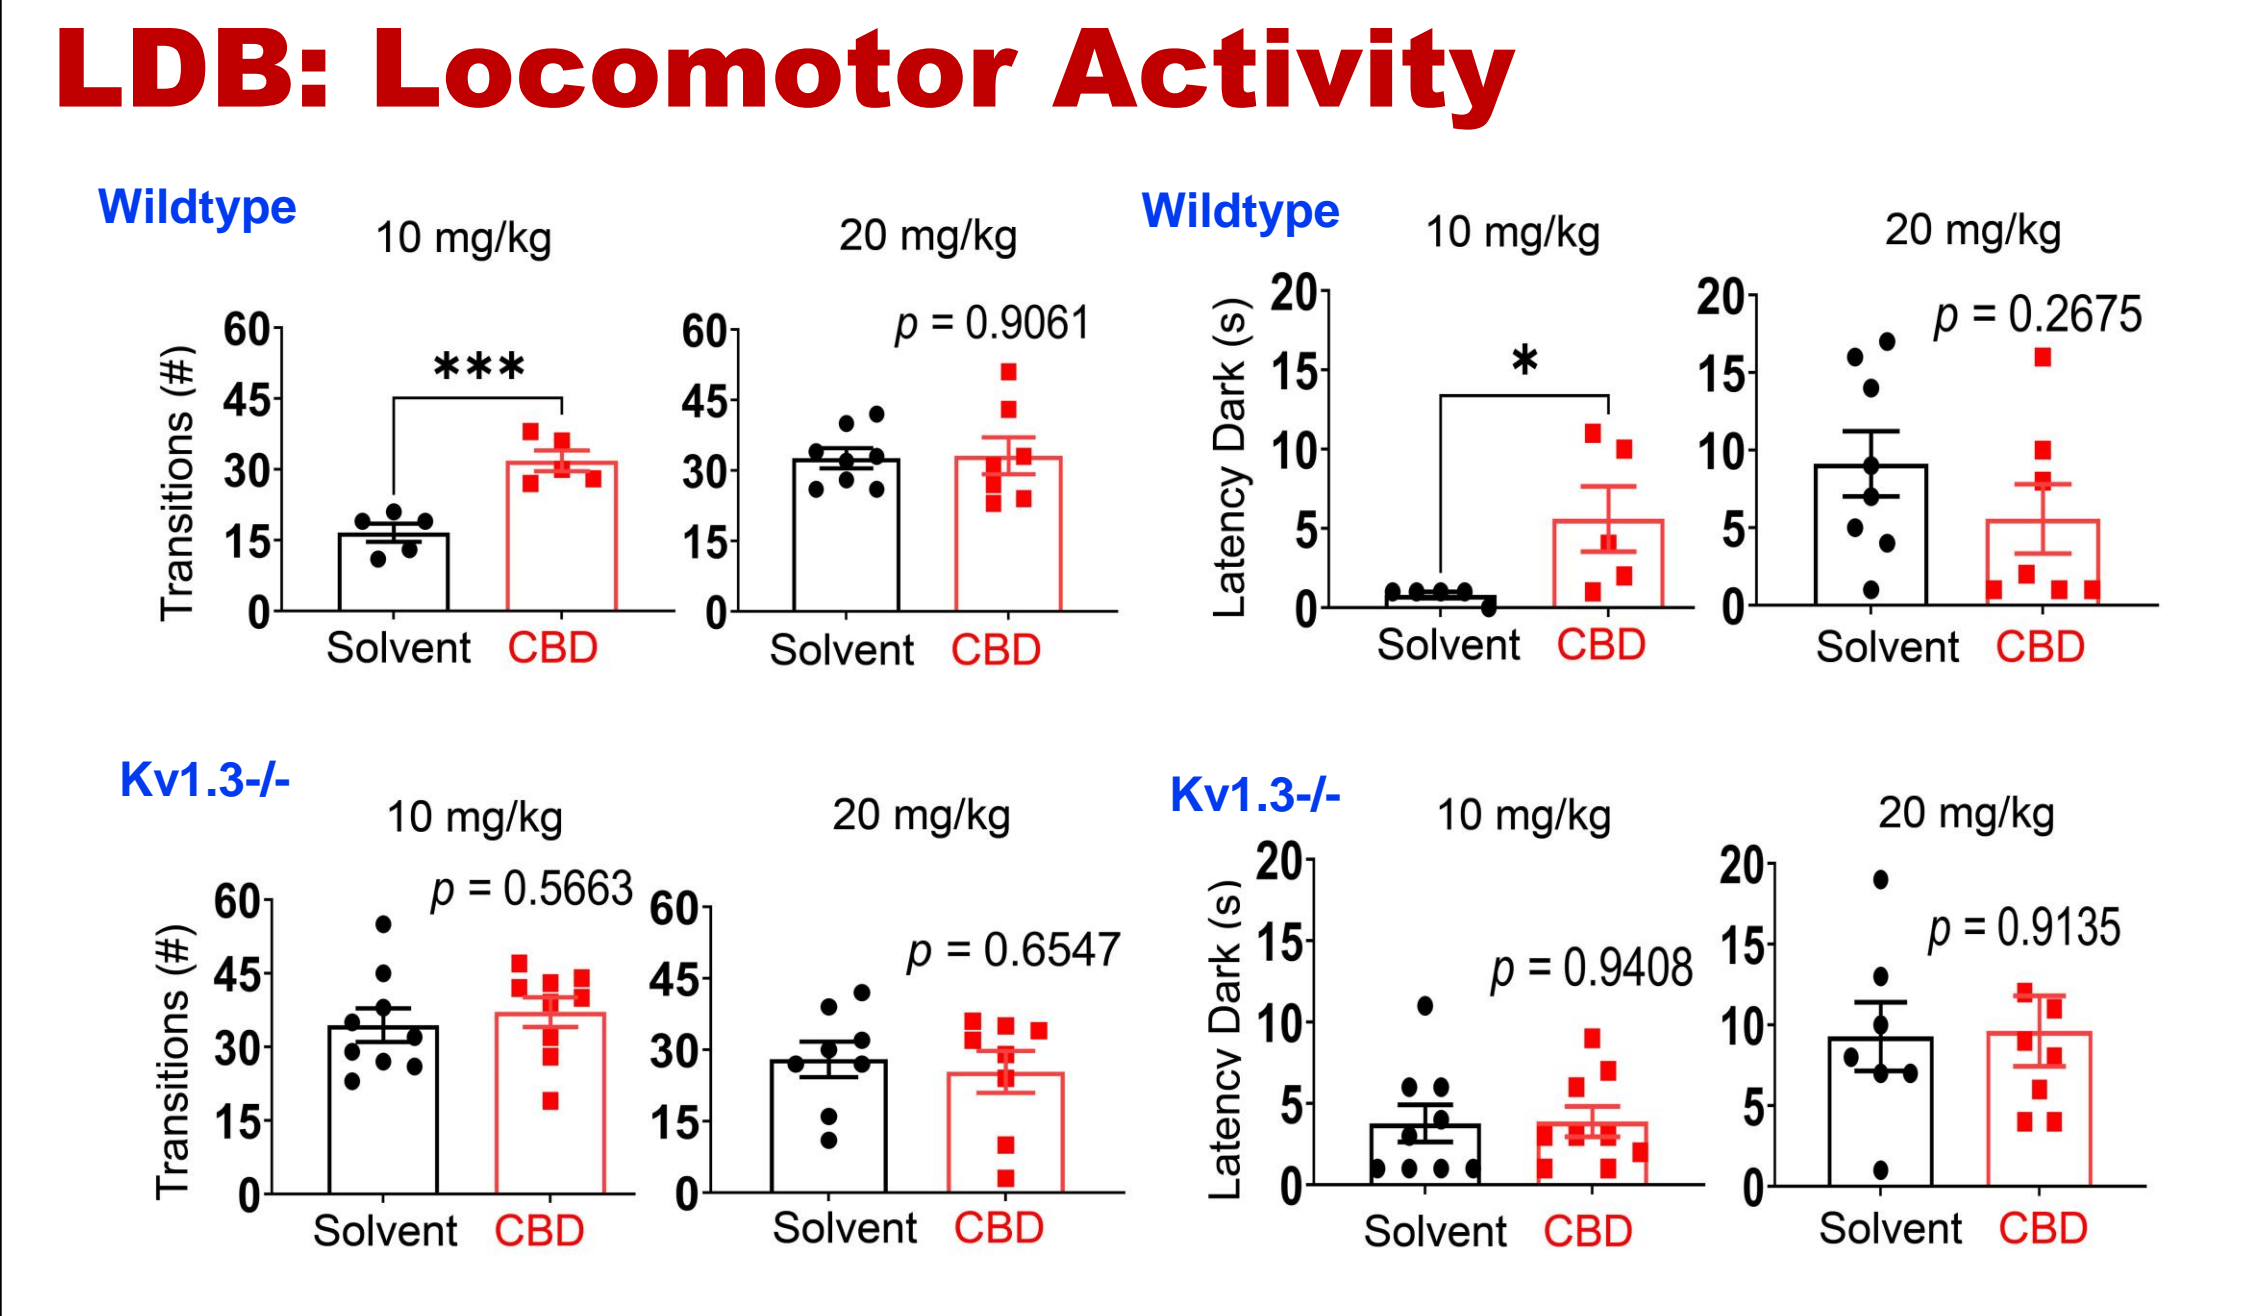 LDB: Locomotor Activity
Wildtype
10 mg/kg
20 mg/kg
Transitions (#)
60
45
30
15
0
***
Solvent
CBD
60
45
30
15
0
p = 0.9061
Solvent
CBD
Wildtype
10 mg/kg
20 mg/kg
Latency Dark (s)
20
15
10
5
0
*
Solvent
CBD
20
15
10
5
0
p = 0.2675
Solvent
CBD
Kv1.3-/-
10 mg/kg
20 mg/kg
Transitions (#)
60
45
30
15
0
p = 0.5663
Solvent
CBD
60
45
30
15
0
p = 0.6547
Solvent
CBD
Kv1.3-/-
10 mg/kg
20 mg/kg
Latency Dark (s)
20
15
10
5
0
p = 0.9408
Solvent
CBD
20
15
10
5
0
p = 0.9135
Solvent
CBD